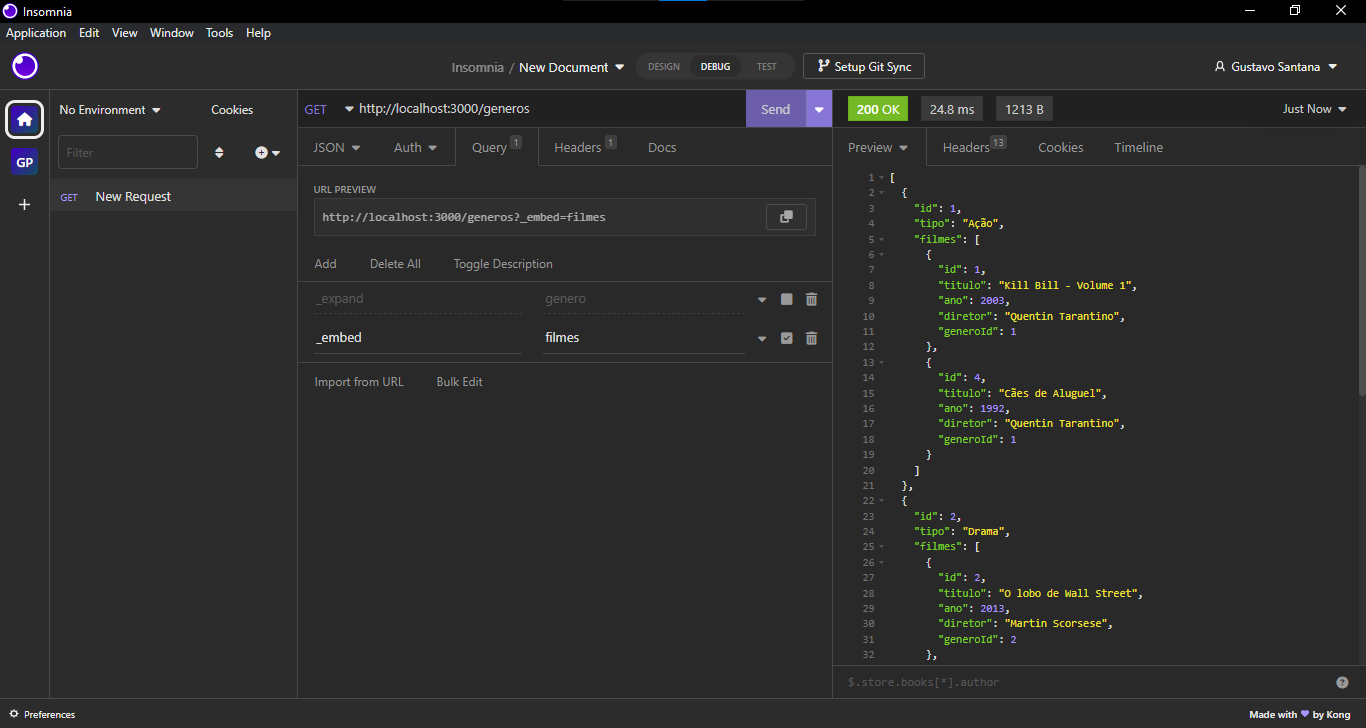 Insomnia
Application Edit View Window Tools Help
Insomnia / New Document DESIGN DEBUG TEST Setup Git Sync Gustavo Santana
No Environment Cookies GET http://localhost:3000/generos Send 200 OK 24.8 ms 1213 B Just Now
Filter JSON Auth Query 1 Headers 1 Docs Preview Headers 13 Cookies Timeline
GP
GET New Request
URL PREVIEW
http://localhost:3000/generos?_embed=filmes
Add Delete All Toggle Description
_expand genero
_embed filmes
Import from URL Bulk Edit
1 [
2 {
3 "id": 1,
4 "tipo": "Ação",
5 "filmes": [
6 {
7 "id": 1,
8 "titulo": "Kill Bill - Volume 1",
9 "ano": 2003,
10 "diretor": "Quentin Tarantino",
11 "generoId": 1
12 },
13 {
14 "id": 4,
15 "titulo": "Cães de Aluguel",
16 "ano": 1992,
17 "diretor": "Quentin Tarantino",
18 "generoId": 1
19 }
20 ]
21 },
22 {
23 "id": 2,
24 "tipo": "Drama",
25 "filmes": [
26 {
27 "id": 2,
28 "titulo": "O lobo de Wall Street",
29 "ano": 2013,
30 "diretor": "Martin Scorsese",
31 "generoId": 2
32 },
$.store.books[*].author
Preferences Made with ♥ by Kong